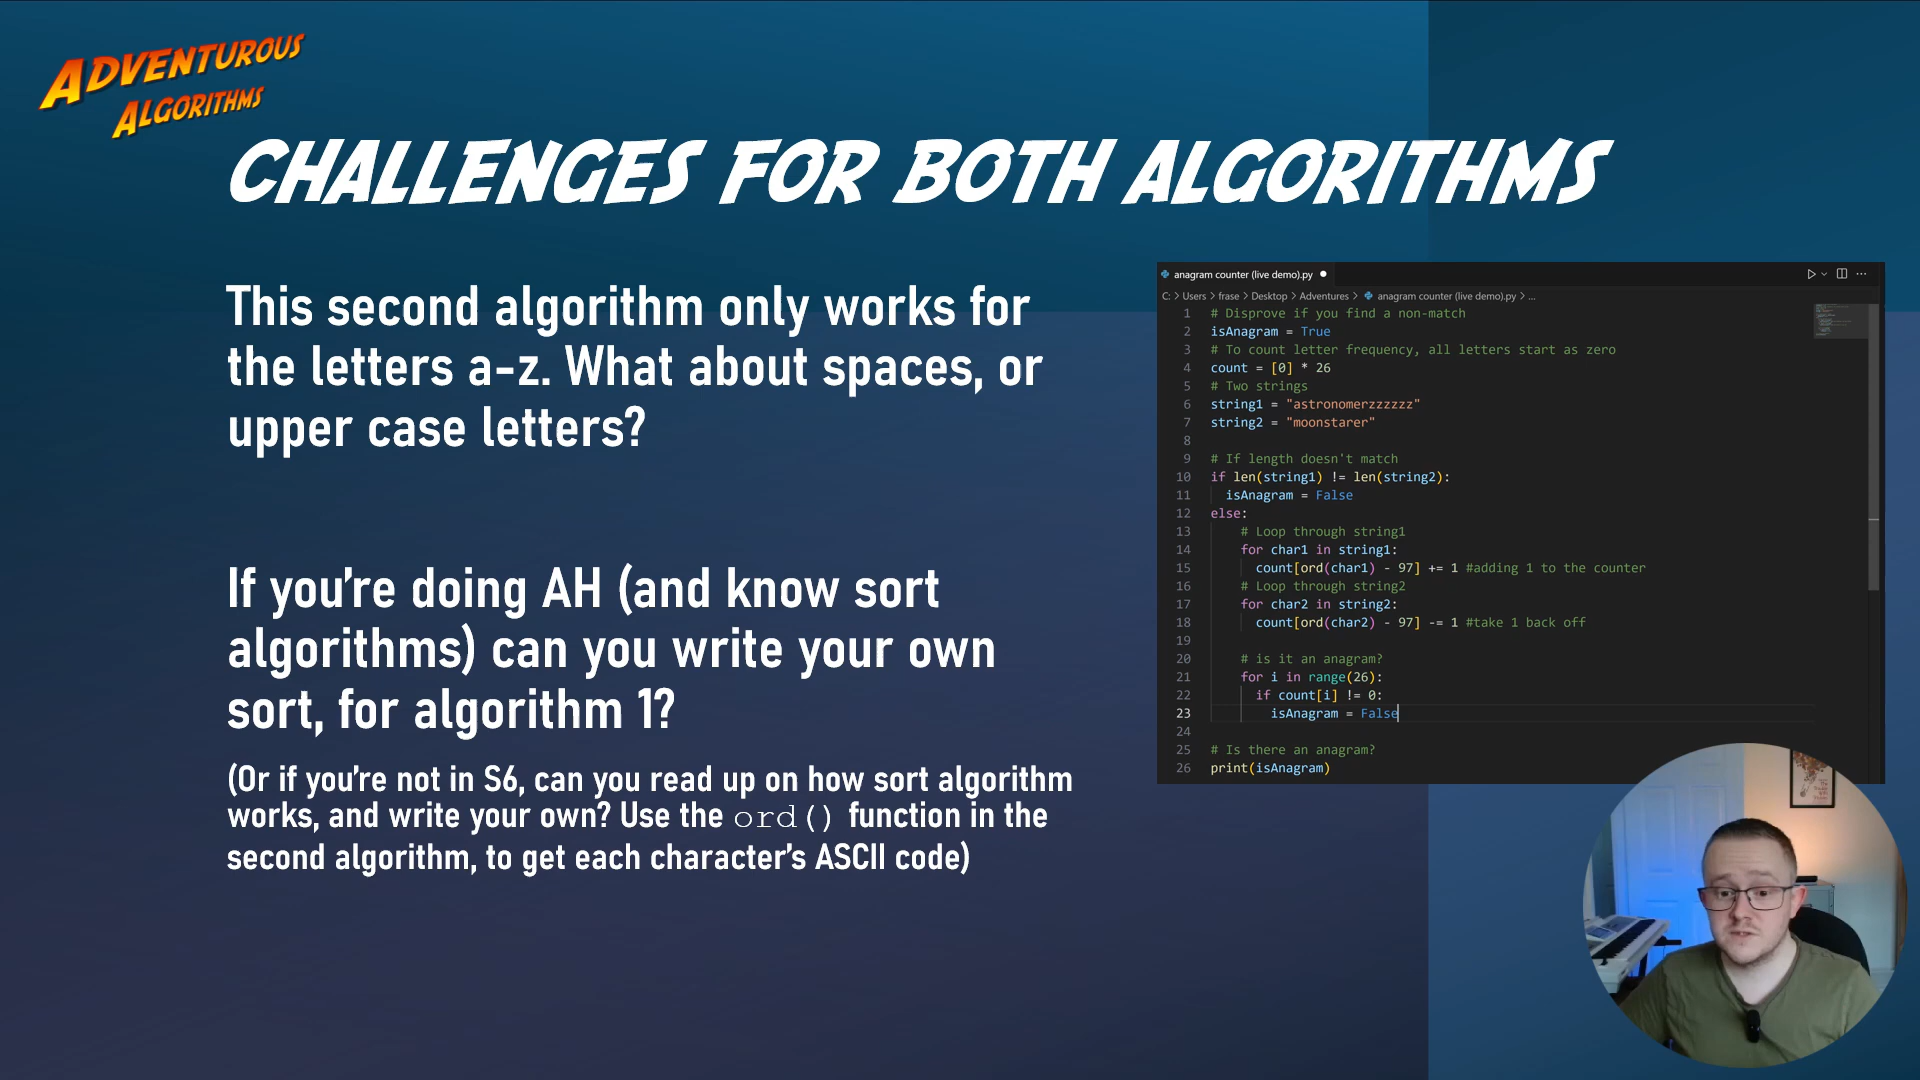 ADVENTUROUS
ALGORITHMS
CHALLENGES FOR BOTH ALGORITHMS
This second algorithm only works for
the letters a-z. What about spaces, or
upper case letters?
If you're doing AH (and know sort
algorithms) can you write your own
sort, for algorithm 1?
(Or if you're not in S6, can you read up on how sort algorithm
works, and write your own? Use the ord() function in the
second algorithm, to get each character's ASCII code)
anagram counter (live demo).py
C: > Users > frase > Desktop > Adventures > anagram counter (live demo).py > ...
1 # Disprove if you find a non-match
2 isAnagram = True
3 # To count letter frequency, all letters start as zero
4 count = [0] * 26
5 # Two strings
6 string1 = "astronomerzzzzzz"
7 string2 = "moonstarer"
8
9 # If length doesn't match
10 if len(string1) != len(string2):
11 isAnagram = False
12 else:
13 # Loop through string1
14 for char1 in string1:
15 count[ord(char1) - 97] += 1 #adding 1 to the counter
16 # Loop through string2
17 for char2 in string2:
18 count[ord(char2) - 97] -= 1 #take 1 back off
19
20 # is it an anagram?
21 for i in range(26):
22 if count[i] != 0:
23 isAnagram = False
24
25 # Is there an anagram?
26 print(isAnagram)